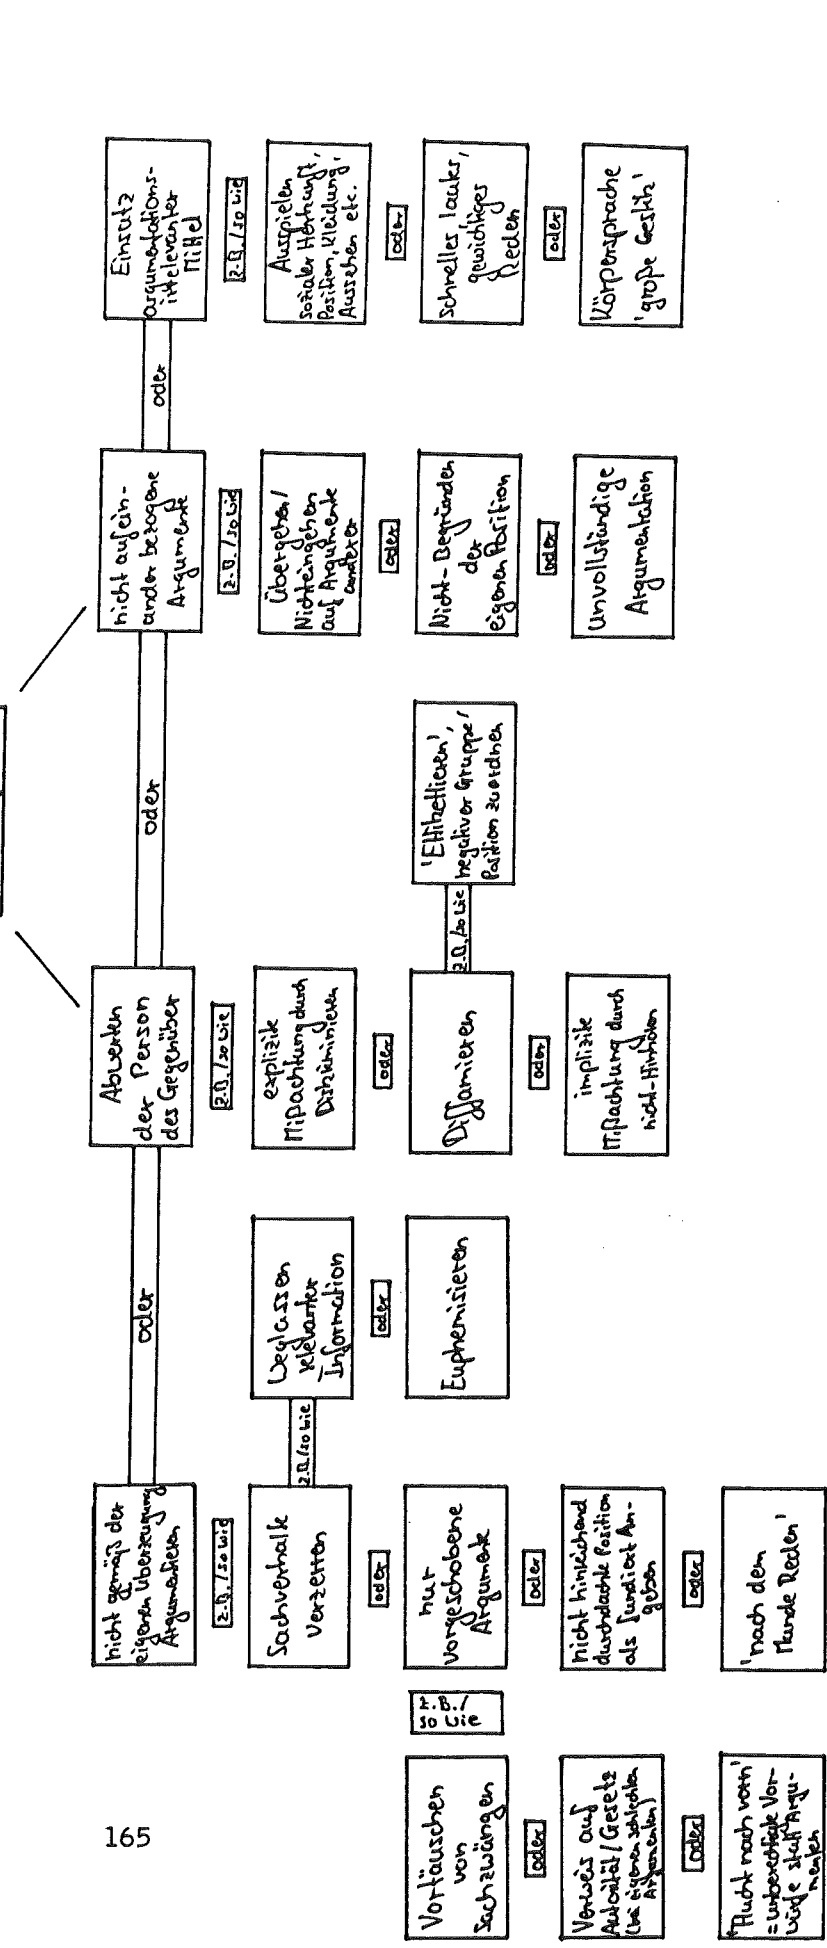 nicht gemäß der
eigenen Überzeugung
Argumentieren
oder
Abwerten
der Person
des Gegenüber
oder
nicht aufein-
ander bezogene
Argumente
oder
Einsatz
argumentations-
irrelevanter
Mittel
z.B./so wie
z.B./so wie
z.B./so wie
z.B./so wie
Sachverhalte
verzerren
z.B./so wie
Weglassen
relevanter
Information
explizite
Mißachtung durch
Diskriminieren
Übergehen/
Nichteingehen
auf Argumente
anderer
Ausspielen
sozialer Herkunft,
Position, Kleidung,
Aussehen etc.
oder
oder
oder
oder
oder
Vortäuschen
von
Sachzwängen
z.B./
so wie
nur
vorgeschobene
Argumente
Euphemisieren
Diffamieren
z.B./so wie
'Etikettieren',
negativer Gruppe/
Position zuordnen
Nicht-Begründen
der
eigenen Position
schnelles, lautes,
gewichtiges
Reden
oder
oder
oder
oder
oder
Verweis auf
Autorität/Gesetz
(bei eigenen schlechten
Argumenten)
nicht hinreichend
durchdachte Position
als fundiert An-
geben
implizite
Mißachtung durch
nicht-Hinhören
unvollständige
Argumentation
Körpersprache
'große Gestik'
oder
oder
'Flucht nach vorn'
= unberechtigte Vor-
würfe statt Argu-
menten
'nach dem
Munde Reden'
165